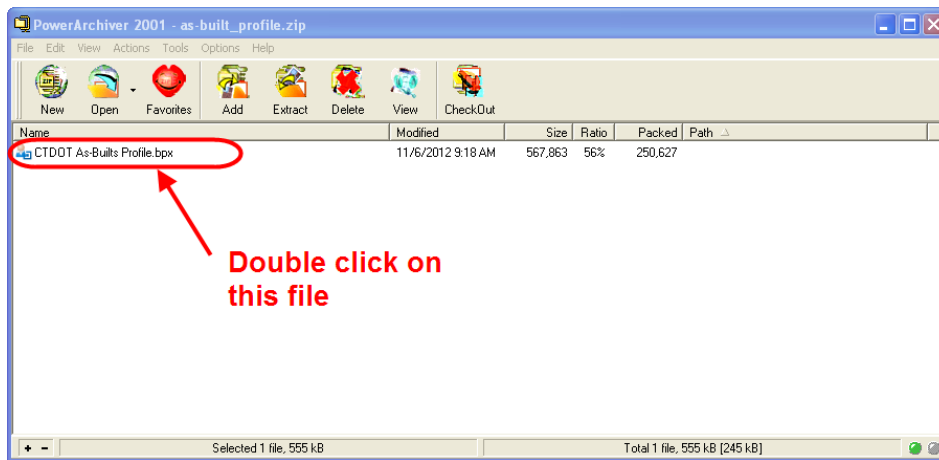 PowerArchiver 2001 - as-built_profile.zip
File Edit View Actions Tools Options Help
New Open Favorites Add Extract Delete View CheckOut
Name Modified Size Ratio Packed Path
CTDOT As-Builts Profile.bpx 11/6/2012 9:18 AM 567,863 56% 250,627
Double click on
this file
+ - Selected 1 file, 555 kB Total 1 file, 555 kB [245 kB]